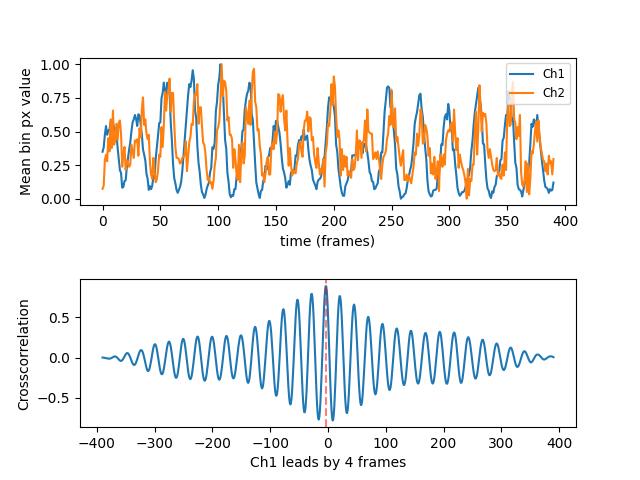 1.00
0.75
0.50
0.25
0.00
Mean bin px value
Ch1
Ch2
0 50 100 150 200 250 300 350 400
time (frames)
0.5
0.0
−0.5
Crosscorrelation
−400 −300 −200 −100 0 100 200 300 400
Ch1 leads by 4 frames